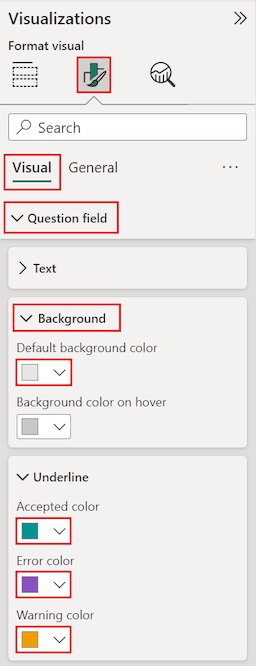 Visualizations
Format visual
Search
Visual General ...
Question field
Text
Background
Default background color
Background color on hover
Underline
Accepted color
Error color
Warning color